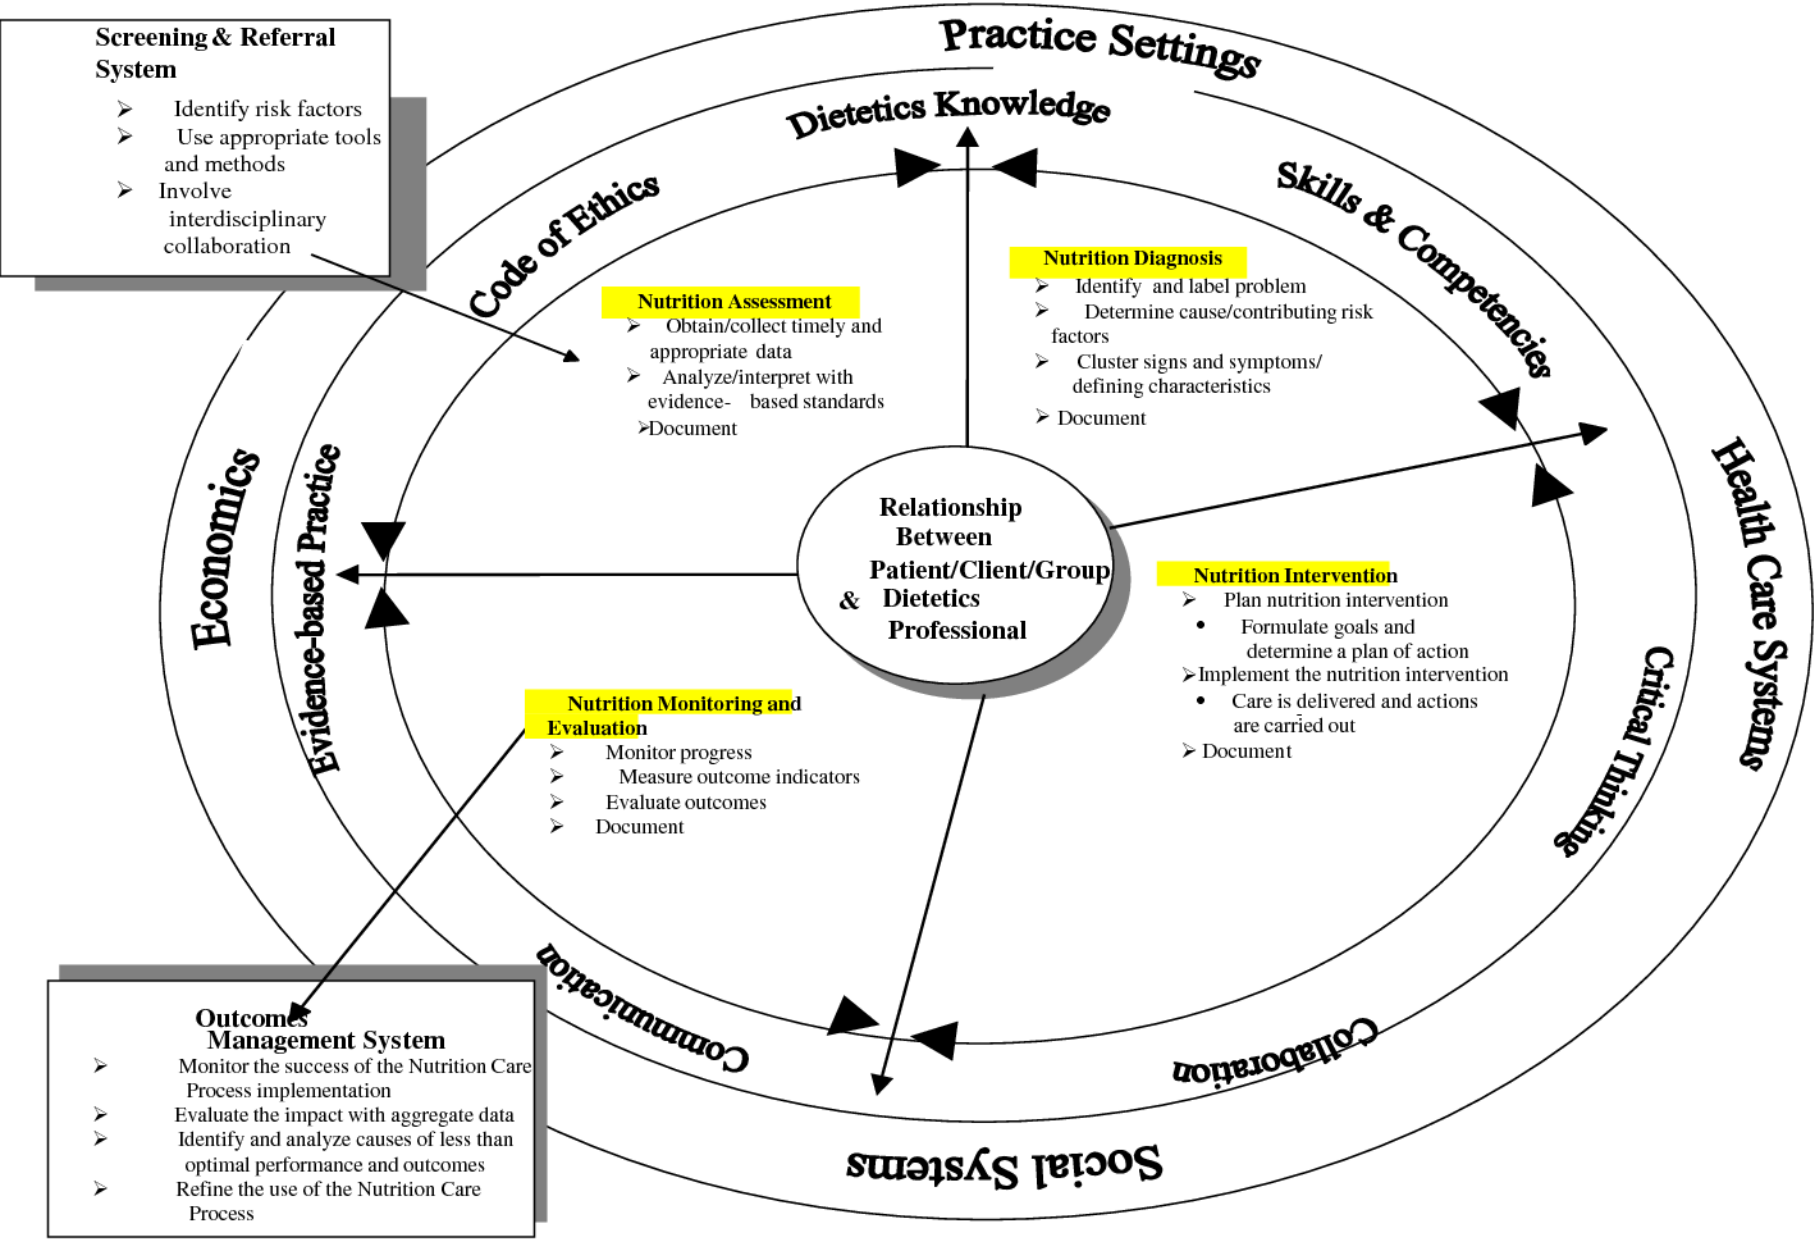 Screening & Referral
System
➢ Identify risk factors
➢ Use appropriate tools
and methods
➢ Involve
interdisciplinary
collaboration
Practice Settings
Dietetics Knowledge
Code of Ethics
Skills & Competencies
Economics
Evidence-based Practice
Health Care Systems
Critical Thinking
Communication
Collaboration
Social Systems
Nutrition Assessment
➢ Obtain/collect timely and
appropriate data
➢ Analyze/interpret with
evidence- based standards
➢Document
Nutrition Diagnosis
➢ Identify and label problem
➢ Determine cause/contributing risk
factors
➢ Cluster signs and symptoms/
defining characteristics
➢ Document
Relationship
Between
Patient/Client/Group
& Dietetics
Professional
Nutrition Intervention
➢ Plan nutrition intervention
• Formulate goals and
determine a plan of action
➢Implement the nutrition intervention
• Care is delivered and actions
are carried out
➢ Document
Nutrition Monitoring and
Evaluation
➢ Monitor progress
➢ Measure outcome indicators
➢ Evaluate outcomes
➢ Document
Outcomes
Management System
➢ Monitor the success of the Nutrition Care
Process implementation
➢ Evaluate the impact with aggregate data
➢ Identify and analyze causes of less than
optimal performance and outcomes
➢ Refine the use of the Nutrition Care
Process